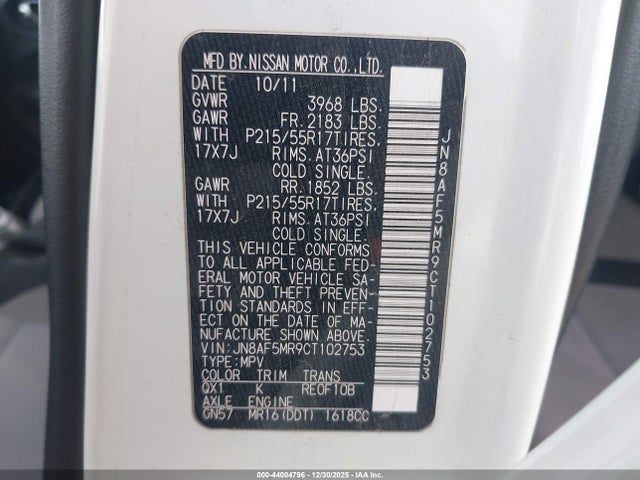 MFD BY.NISSAN MOTOR CO.,LTD.
DATE 10/11
GVWR 3968 LBS.
GAWR FR.2183 LBS.
WITH P215/55R17TIRES,
17X7J RIMS,AT36PSI
COLD SINGLE.
GAWR RR.1852 LBS.
WITH P215/55R17TIRES,
17X7J RIMS,AT36PSI
COLD SINGLE.
THIS VEHICLE CONFORMS
TO ALL APPLICABLE FED-
ERAL MOTOR VEHICLE SA-
FETY AND THEFT PREVEN-
TION STANDARDS IN EFF-
ECT ON THE DATE OF MA-
NUFACTURE SHOWN ABOVE.
VIN:JN8AF5MR9CT102753
TYPE:MPV
COLOR TRIM TRANS
QX1 K RE0F10B
AXLE ENGINE
GN57 MR16(DDT) 1618CC
JN8AF5MR9CT102753
000-44004796 - 12/30/2025 - IAA, Inc.